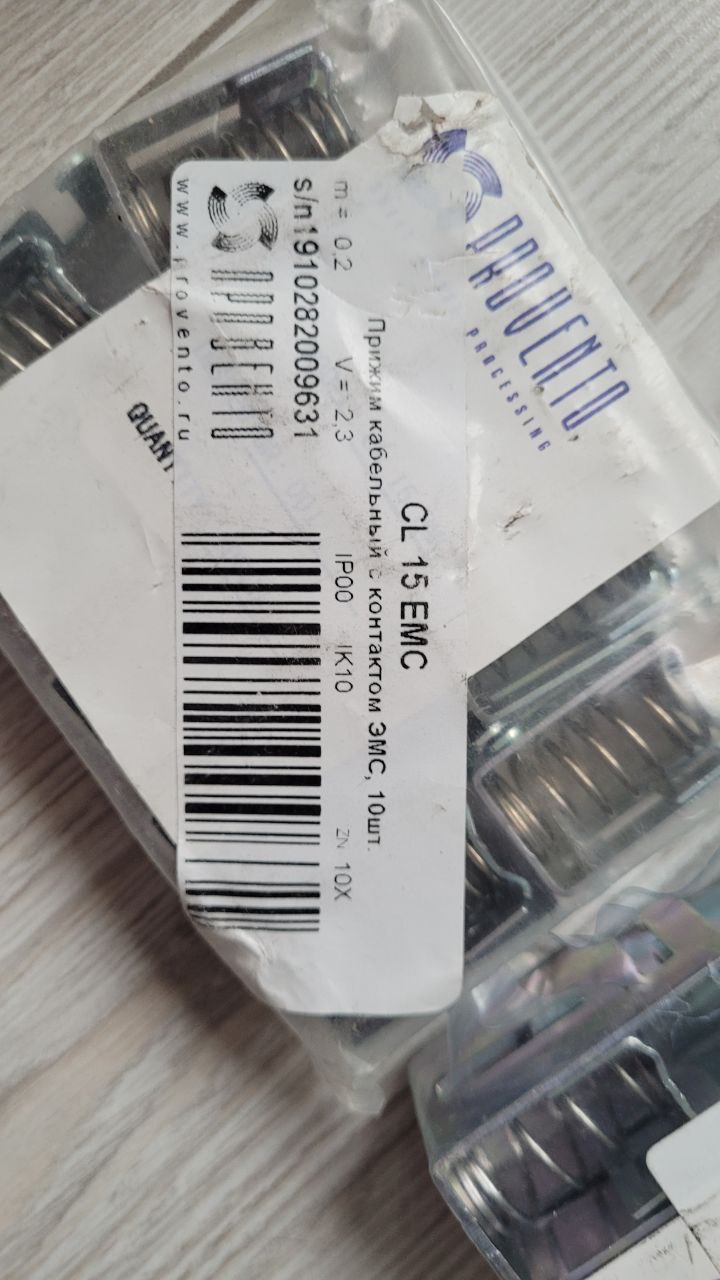 PROVENTO
PROCESSING
CL 15 EMC
Прижим кабельный с контактом ЭМС, 10шт.
m = 0,2 V = 2,3 IP00 IK10 ZN 10X
s/n1910282009631
ПРОВЕНТО
www.provento.ru
QUANT